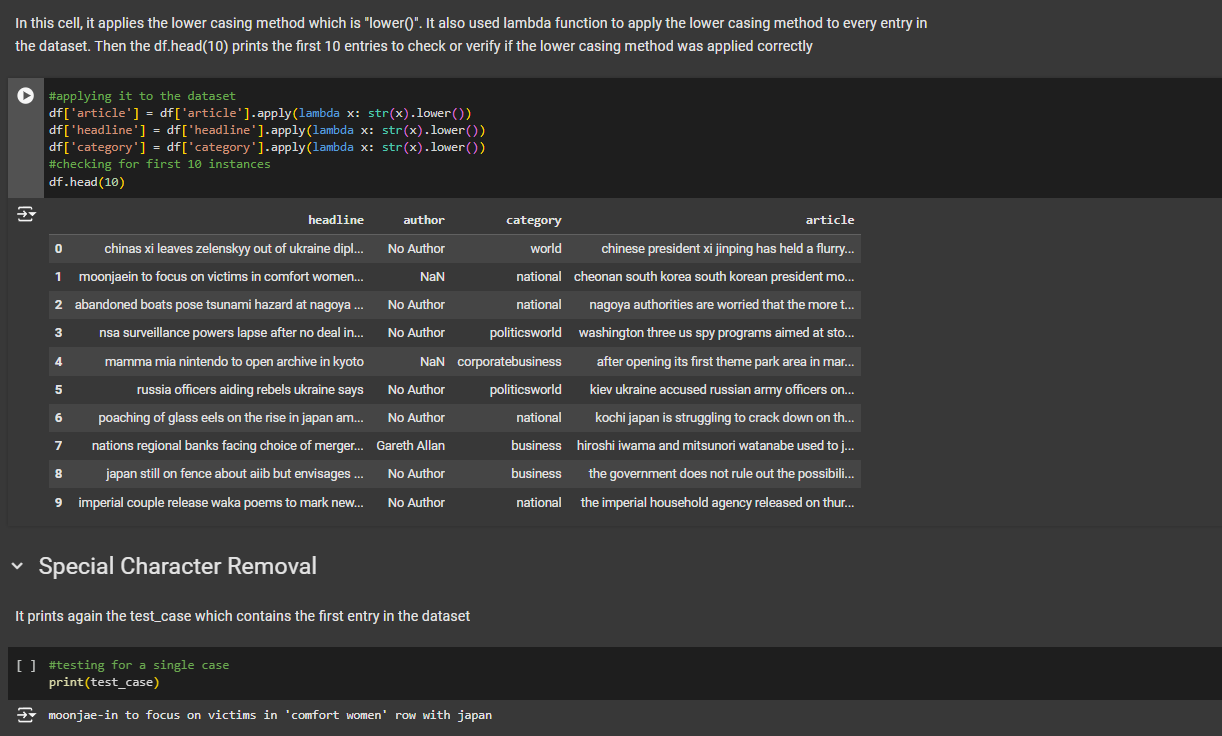 In this cell, it applies the lower casing method which is "lower()". It also used lambda function to apply the lower casing method to every entry in
the dataset. Then the df.head(10) prints the first 10 entries to check or verify if the lower casing method was applied correctly
#applying it to the dataset
df['article'] = df['article'].apply(lambda x: str(x).lower())
df['headline'] = df['headline'].apply(lambda x: str(x).lower())
df['category'] = df['category'].apply(lambda x: str(x).lower())
#checking for first 10 instances
df.head(10)
headline author category article
0 chinas xi leaves zelenskyy out of ukraine dipl... No Author world chinese president xi jinping has held a flurry...
1 moonjaein to focus on victims in comfort women... NaN national cheonan south korea south korean president mo...
2 abandoned boats pose tsunami hazard at nagoya ... No Author national nagoya authorities are worried that the more t...
3 nsa surveillance powers lapse after no deal in... No Author politicsworld washington three us spy programs aimed at sto...
4 mamma mia nintendo to open archive in kyoto NaN corporatebusiness after opening its first theme park area in mar...
5 russia officers aiding rebels ukraine says No Author politicsworld kiev ukraine accused russian army officers on...
6 poaching of glass eels on the rise in japan am... No Author national kochi japan is struggling to crack down on th...
7 nations regional banks facing choice of merger... Gareth Allan business hiroshi iwama and mitsunori watanabe used to j...
8 japan still on fence about aiib but envisages ... No Author business the government does not rule out the possibili...
9 imperial couple release waka poems to mark new... No Author national the imperial household agency released on thur...
Special Character Removal
It prints again the test_case which contains the first entry in the dataset
[ ] #testing for a single case
print(test_case)
moonjae-in to focus on victims in 'comfort women' row with japan